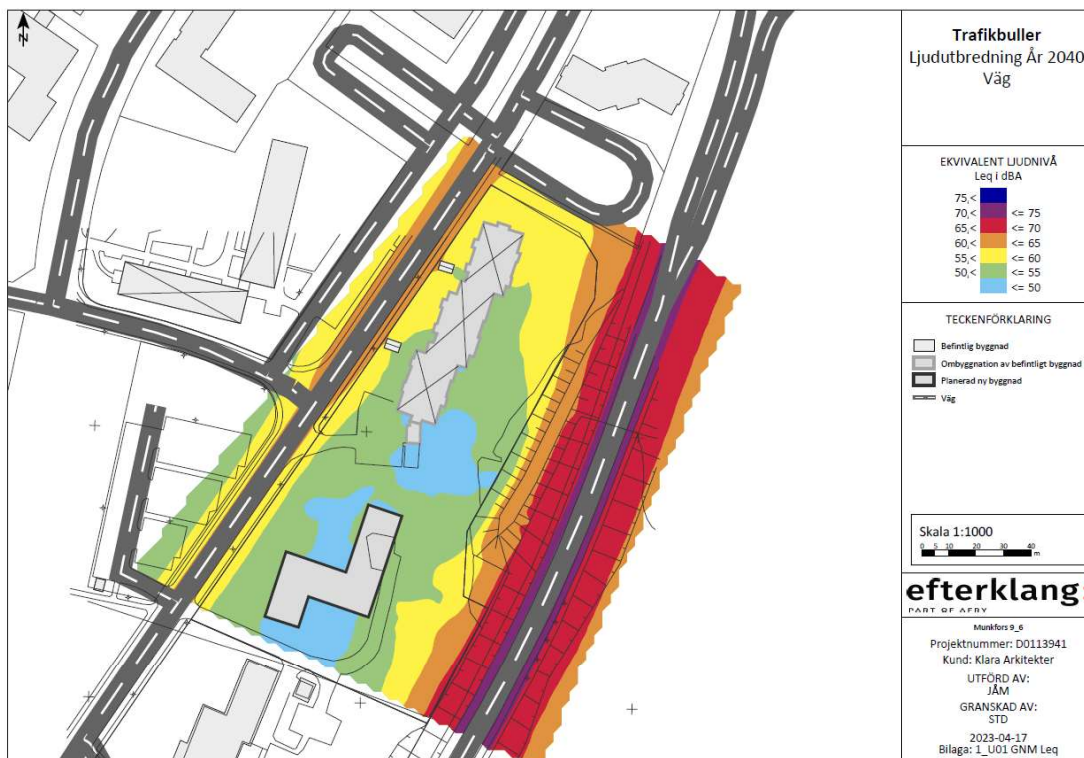 Z
Trafikbuller
Ljudutbredning År 2040
Väg
EKVIVALENT LJUDNIVÅ
Leq i dBA
75,<
70,< <= 75
65,< <= 70
60,< <= 65
55,< <= 60
50,< <= 55
<= 50
TECKENFÖRKLARING
Befintlig byggnad
Ombyggnation av befintligt byggnad
Planerad ny byggnad
Väg
Skala 1:1000
0 5 10 20 30 40
m
efterklang:
PART OF AFRY
Munkfors 9_6
Projektnummer: D0113941
Kund: Klara Arkitekter
UTFÖRD AV:
JÅM
GRANSKAD AV:
STD
2023-04-17
Bilaga: 1_U01 GNM Leq